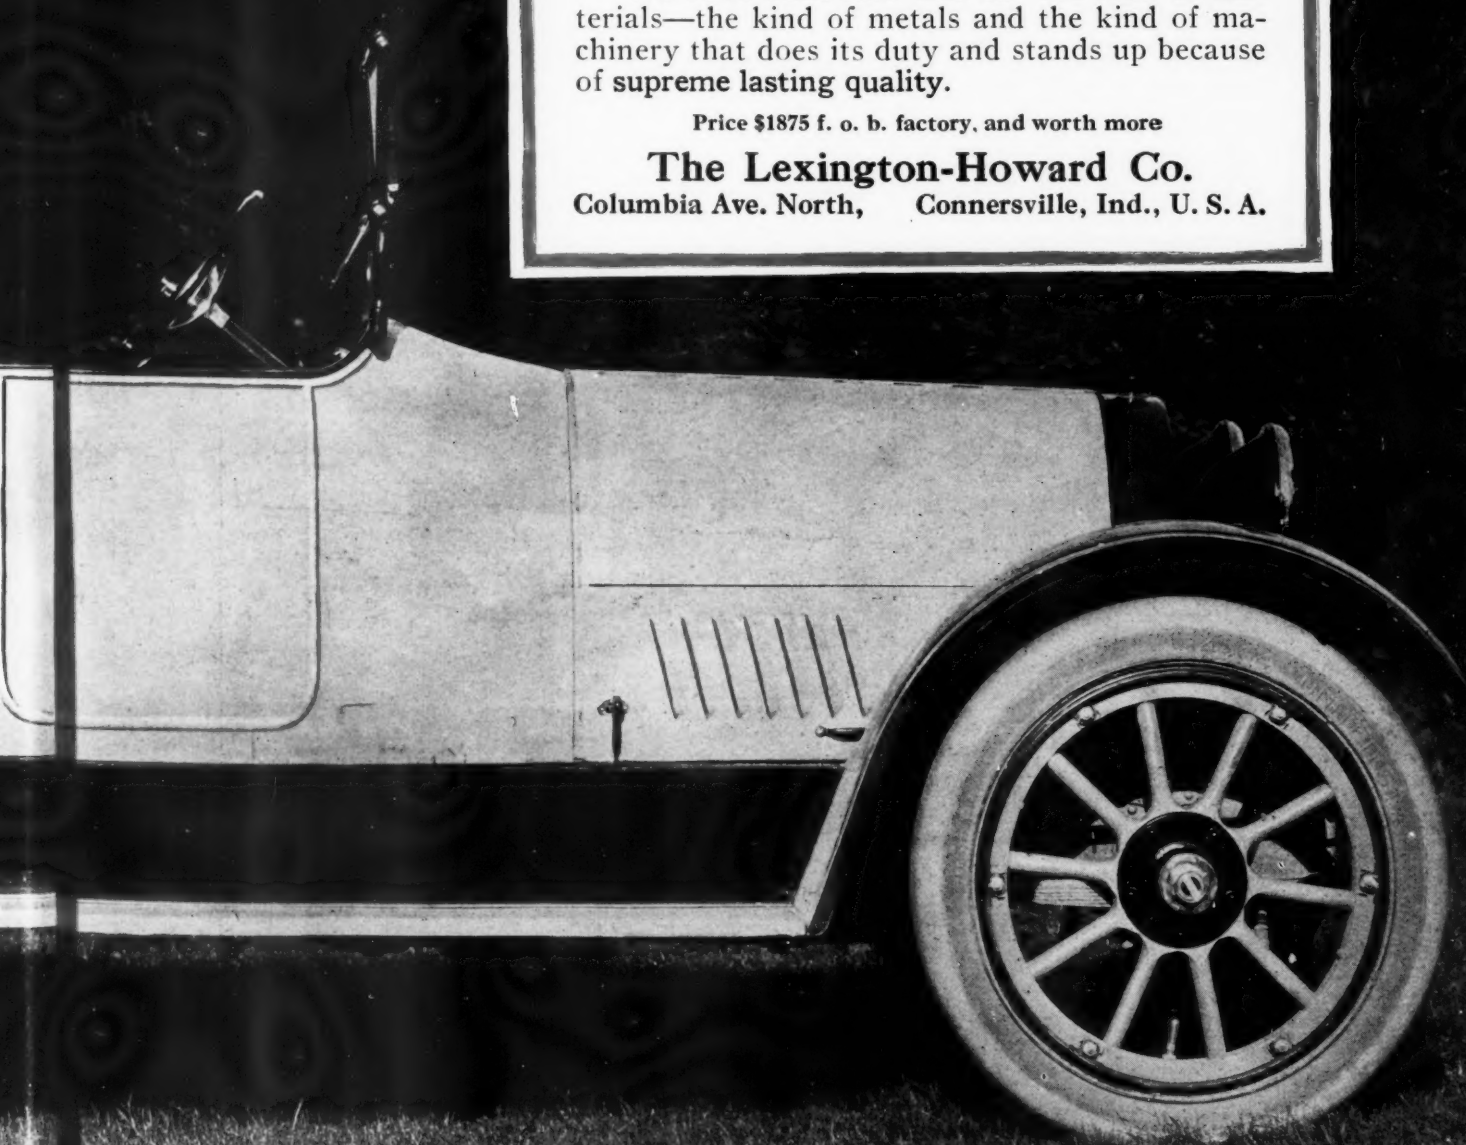 terials—the kind of metals and the kind of ma-
chinery that does its duty and stands up because
of supreme lasting quality.
Price $1875 f. o. b. factory, and worth more
The Lexington-Howard Co.
Columbia Ave. North, Connersville, Ind., U. S. A.